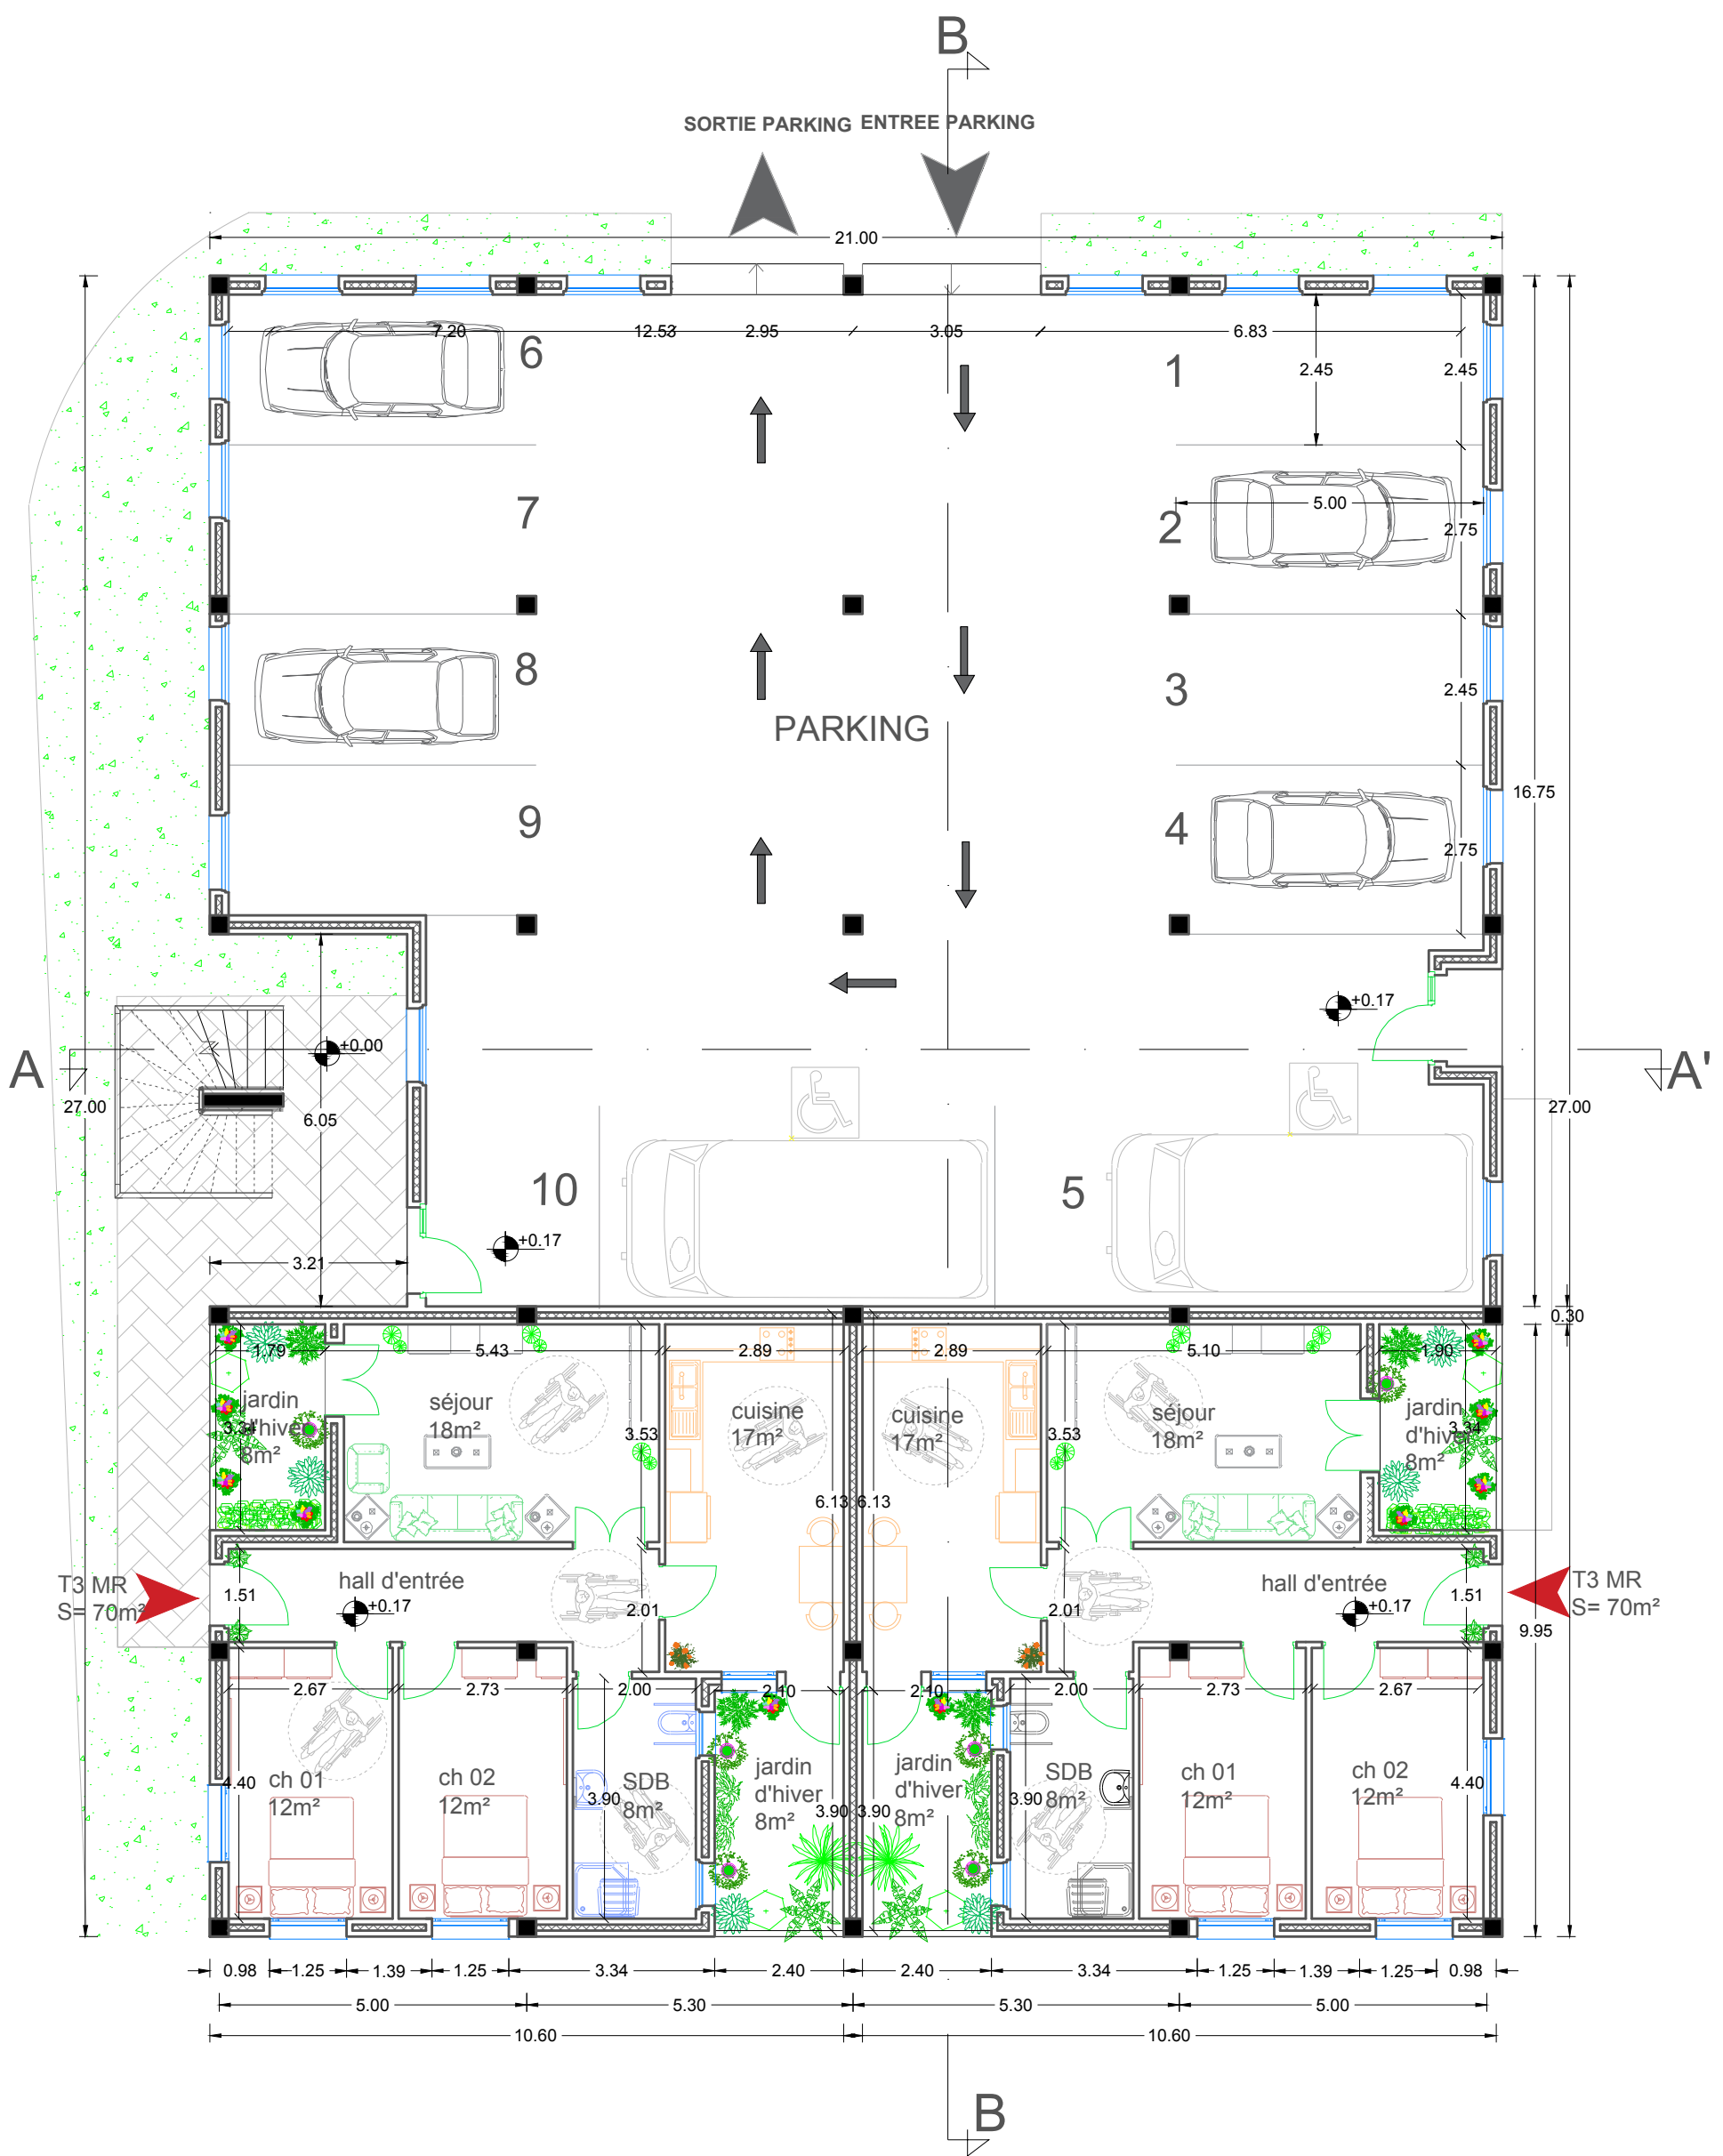 B
SORTIE PARKING ENTREE PARKING
21.00
7.20 12.53 2.95 3.05 6.83
6
1
2.45 2.45
7
2
5.00
2.75
8
3
2.45
PARKING
16.75
9
4
2.75
+0.17
+0.00
A
A'
27.00
27.00
6.05
10
5
+0.17
3.21
0.30
1.79 5.43 2.89 2.89 5.10 1.90
jardin
d'hiver
8m²
3.34
séjour
18m²
3.53
cuisine
17m²
cuisine
17m²
3.53
séjour
18m²
jardin
d'hiver
8m²
3.34
6.13 6.13
T3 MR
S= 70m²
1.51
hall d'entrée
+0.17
2.01
2.01
hall d'entrée
+0.17
1.51
T3 MR
S= 70m²
9.95
2.67 2.73 2.00 2.10 2.10 2.00 2.73 2.67
4.40
ch 01
12m²
ch 02
12m²
SDB
8m²
3.90
jardin
d'hiver
8m²
3.90 3.90
jardin
d'hiver
8m²
SDB
8m²
3.90
ch 01
12m²
ch 02
12m²
4.40
0.98 1.25 1.39 1.25 3.34 2.40 2.40 3.34 1.25 1.39 1.25 0.98
5.00 5.30 5.30 5.00
10.60 10.60
B